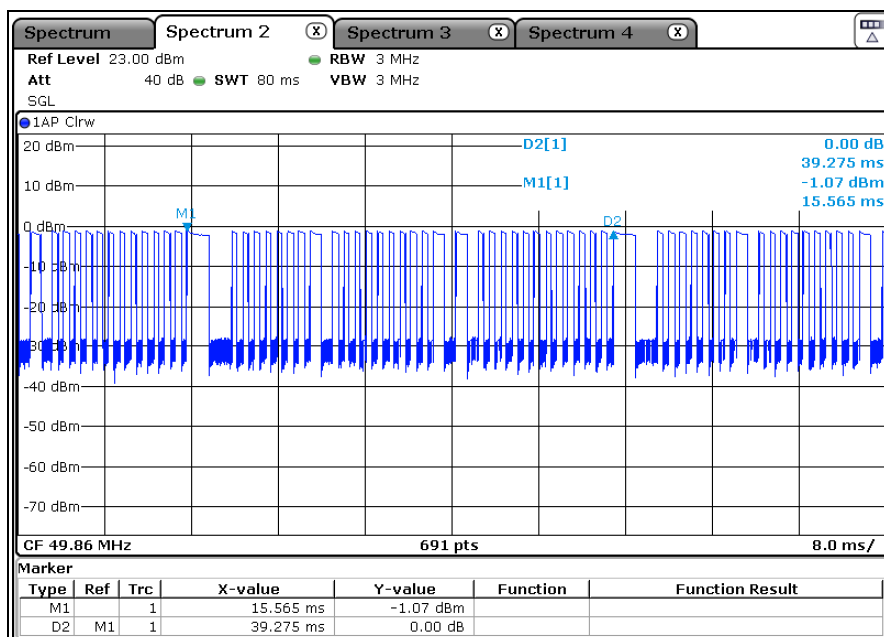 Spectrum Spectrum 2 X Spectrum 3 X Spectrum 4 X
Ref Level 23.00 dBm RBW 3 MHz
Att 40 dB SWT 80 ms VBW 3 MHz
SGL
1AP Clrw
20 dBm D2[1] 0.00 dB
39.275 ms
10 dBm M1[1] -1.07 dBm
15.565 ms
M1 D2
0 dBm
-10 dBm
-20 dBm
-30 dBm
-40 dBm
-50 dBm
-60 dBm
-70 dBm
CF 49.86 MHz 691 pts 8.0 ms/
Marker
Type Ref Trc X-value Y-value Function Function Result
M1 1 15.565 ms -1.07 dBm
D2 M1 1 39.275 ms 0.00 dB